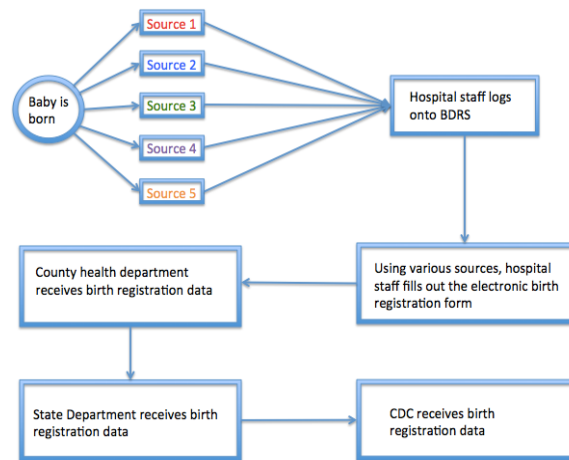 Source 1
Source 2
Baby is
born
Source 3
Source 4
Source 5
Hospital staff logs
onto BDRS
Using various sources, hospital
staff fills out the electronic birth
registration form
County health department
receives birth registration data
State Department receives birth
registration data
CDC receives birth
registration data